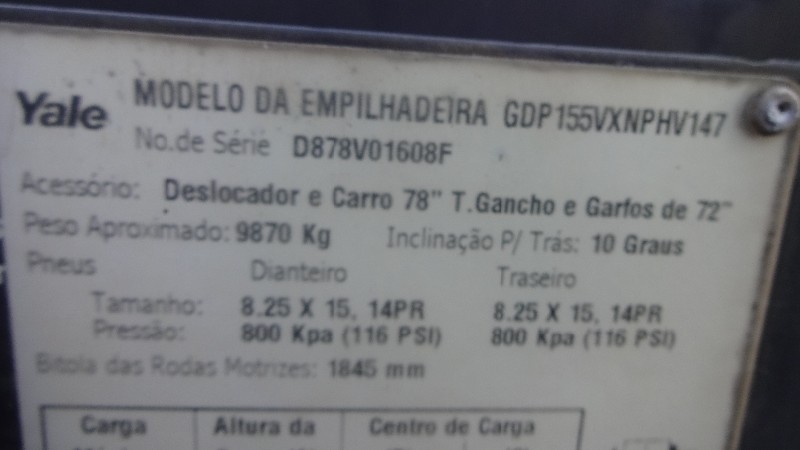 Yale MODELO DA EMPILHADEIRA GDP155VXNPHV147
No.de Série D878V01608F
Acessório: Deslocador e Carro 78" T.Gancho e Garfos de 72"
Peso Aproximado: 9870 Kg Inclinação P/ Trás: 10 Graus
Pneus Dianteiro Traseiro
Tamanho: 8.25 X 15, 14PR 8.25 X 15, 14PR
Pressão: 800 Kpa (116 PSI) 800 Kpa (116 PSI)
Bitola das Rodas Motrizes: 1845 mm
Carga Altura da Centro de Carga